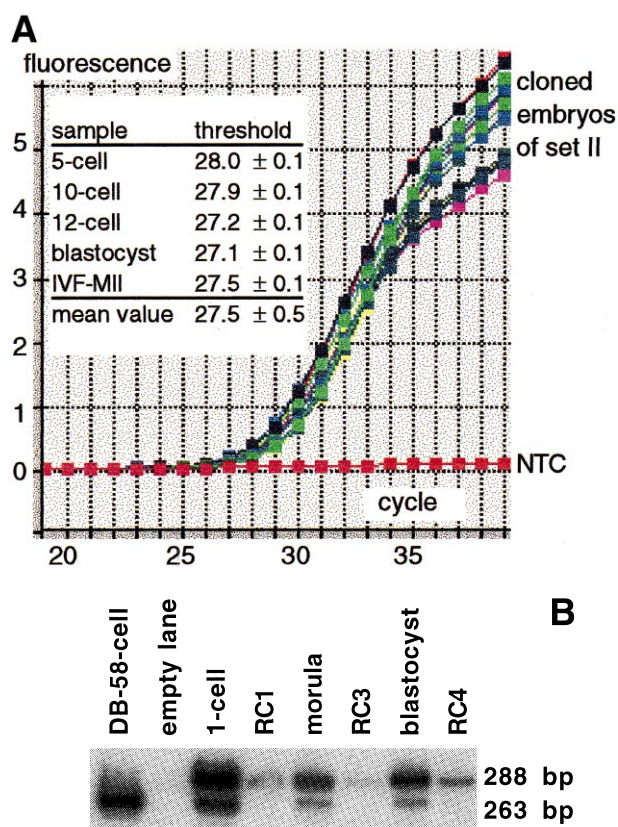 A
fluorescence
sample threshold
5-cell 28.0 ± 0.1
10-cell 27.9 ± 0.1
12-cell 27.2 ± 0.1
blastocyst 27.1 ± 0.1
IVF-MII 27.5 ± 0.1
mean value 27.5 ± 0.5
cloned
embryos
of set II
5
4
3
2
1
0
NTC
cycle
20 25 30 35
B
DB-58-cell
empty lane
1-cell
RC1
morula
RC3
blastocyst
RC4
288 bp
263 bp